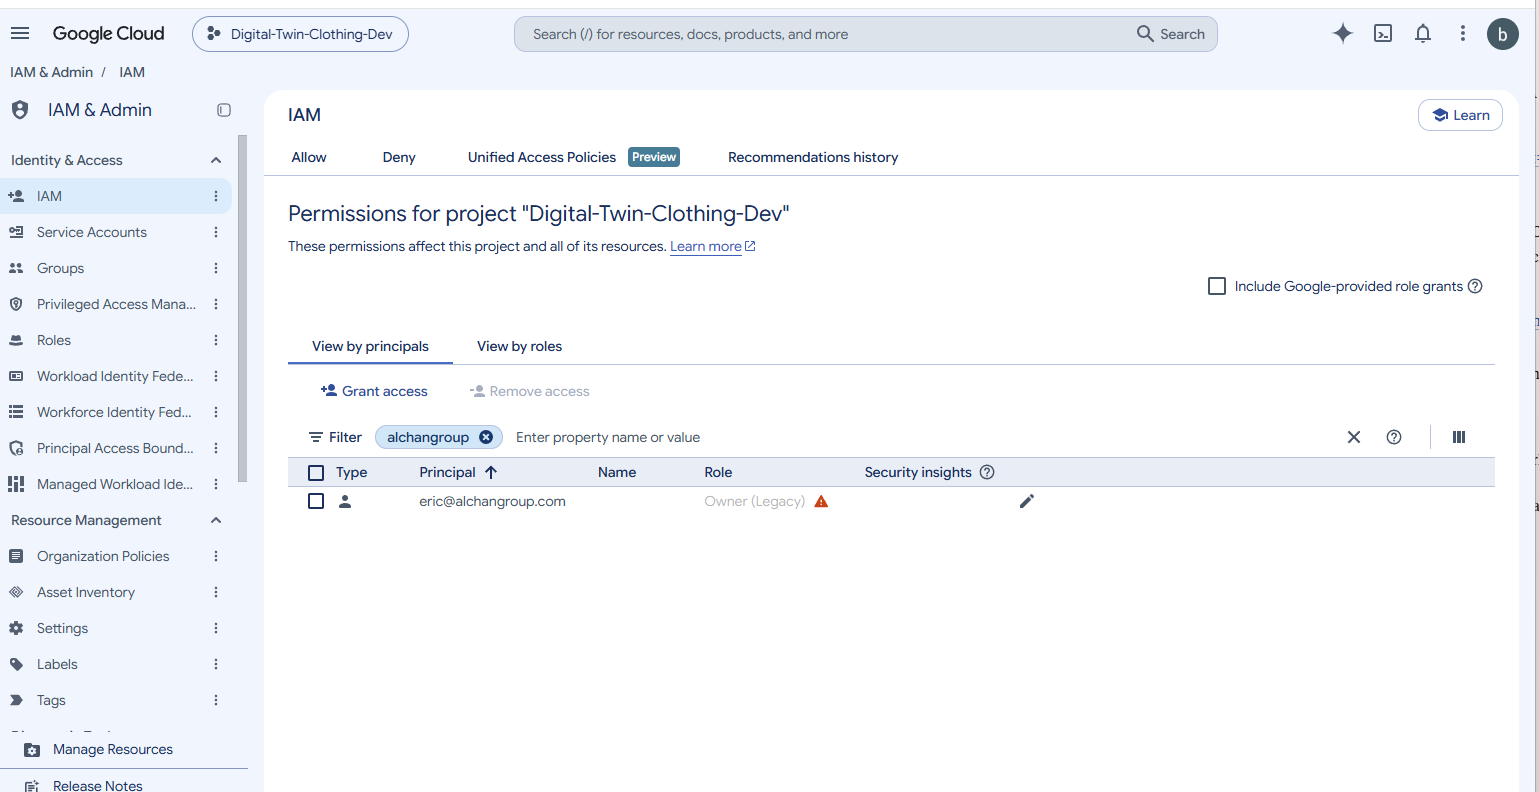 Google Cloud
Digital-Twin-Clothing-Dev
Search (/) for resources, docs, products, and more
Search
b
IAM & Admin / IAM
IAM & Admin
Identity & Access
IAM
Service Accounts
Groups
Privileged Access Mana...
Roles
Workload Identity Fede...
Workforce Identity Fed...
Principal Access Bound...
Managed Workload Ide...
Resource Management
Organization Policies
Asset Inventory
Settings
Labels
Tags
Manage Resources
Release Notes
IAM
Learn
Allow Deny Unified Access Policies Preview Recommendations history
Permissions for project "Digital-Twin-Clothing-Dev"
These permissions affect this project and all of its resources. Learn more
Include Google-provided role grants
View by principals View by roles
Grant access Remove access
Filter alchangroup Enter property name or value
Type Principal Name Role Security insights
eric@alchangroup.com Owner (Legacy)